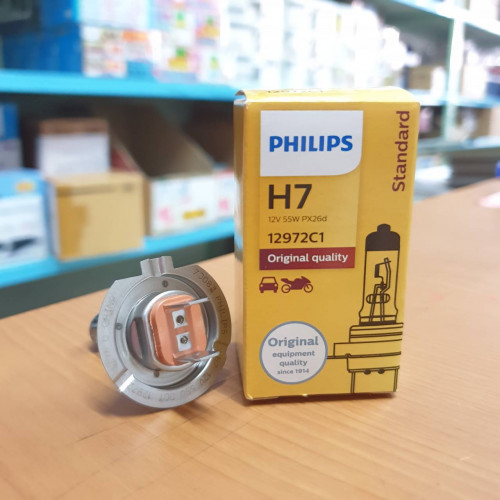 PHILIPS
Standard
H7
12V 55W PX26d
12972C1
Original quality
Original
equipment
quality
since 1914